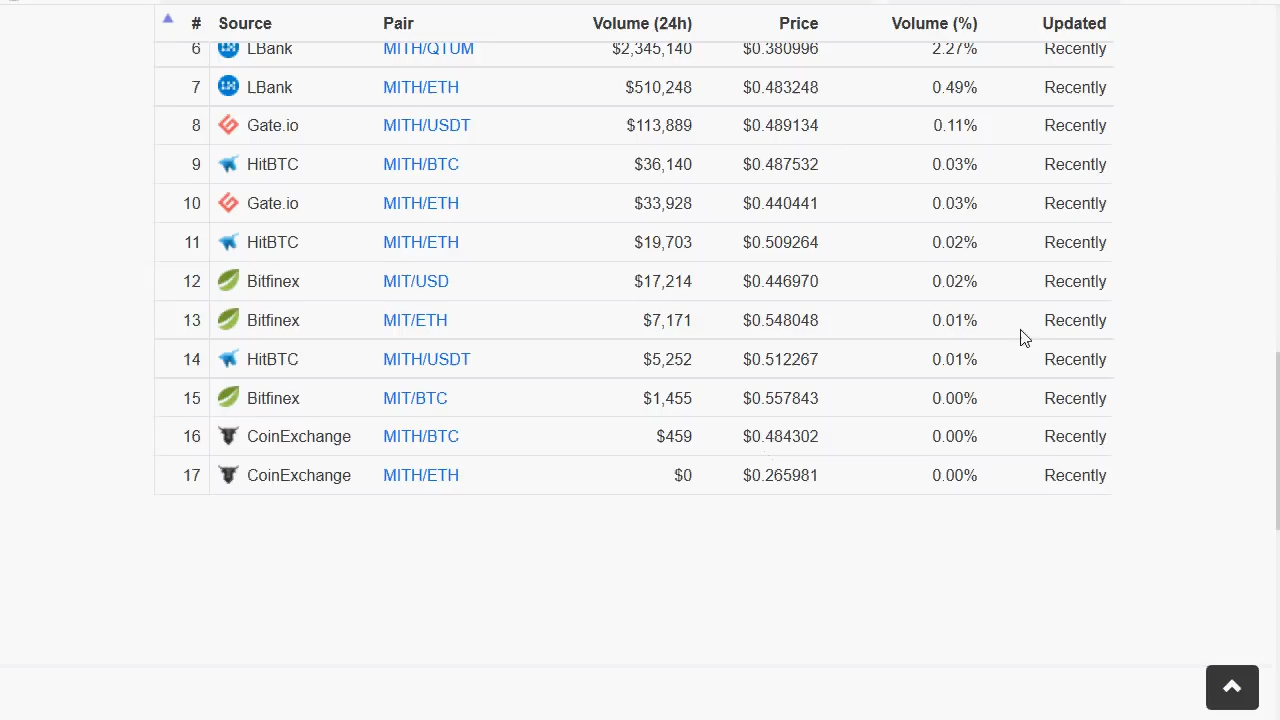 # Source Pair Volume (24h) Price Volume (%) Updated
6 LBank MITH/QTUM $2,345,140 $0.380996 2.27% Recently
7 LBank MITH/ETH $510,248 $0.483248 0.49% Recently
8 Gate.io MITH/USDT $113,889 $0.489134 0.11% Recently
9 HitBTC MITH/BTC $36,140 $0.487532 0.03% Recently
10 Gate.io MITH/ETH $33,928 $0.440441 0.03% Recently
11 HitBTC MITH/ETH $19,703 $0.509264 0.02% Recently
12 Bitfinex MIT/USD $17,214 $0.446970 0.02% Recently
13 Bitfinex MIT/ETH $7,171 $0.548048 0.01% Recently
14 HitBTC MITH/USDT $5,252 $0.512267 0.01% Recently
15 Bitfinex MIT/BTC $1,455 $0.557843 0.00% Recently
16 CoinExchange MITH/BTC $459 $0.484302 0.00% Recently
17 CoinExchange MITH/ETH $0 $0.265981 0.00% Recently